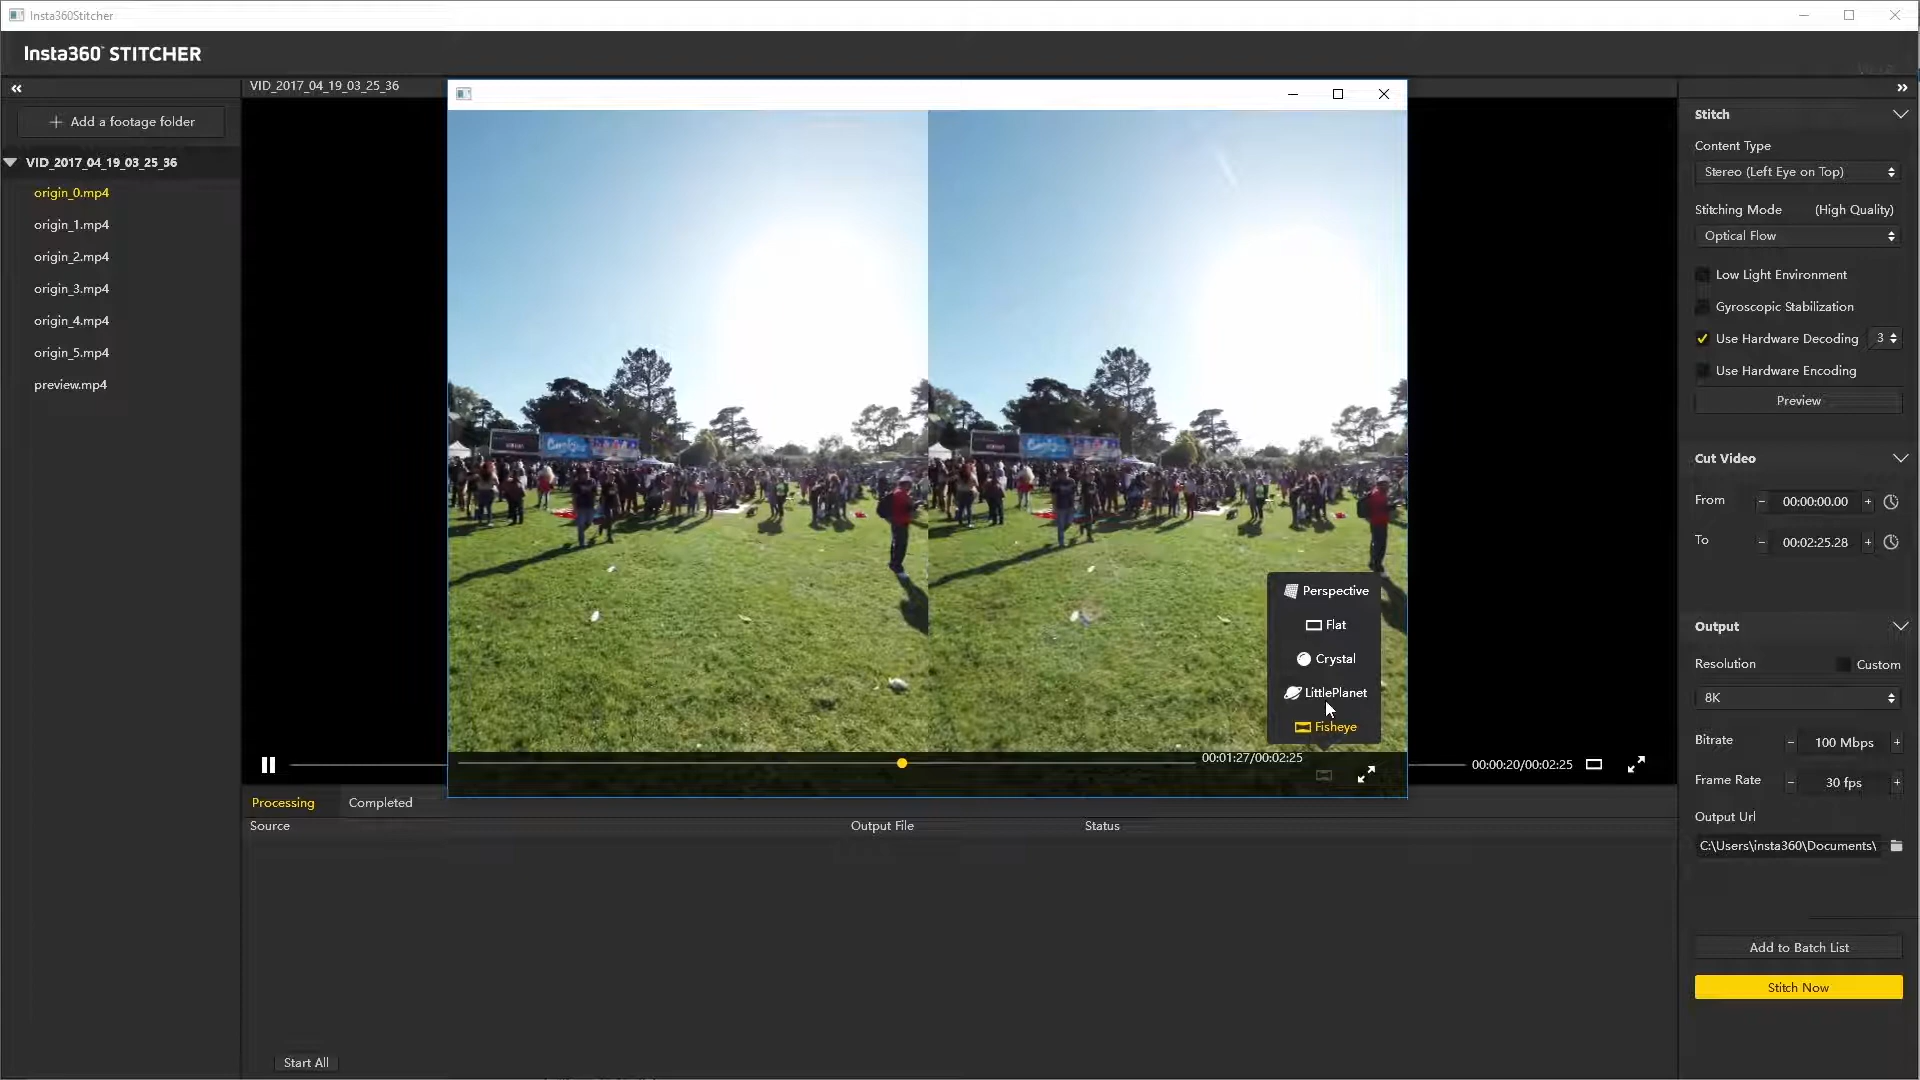 Insta360Stitcher
Insta360 STITCHER
VID_2017_04_19_03_25_36
Add a footage folder
VID_2017_04_19_03_25_36
origin_0.mp4
origin_1.mp4
origin_2.mp4
origin_3.mp4
origin_4.mp4
origin_5.mp4
preview.mp4
Perspective
Flat
Crystal
LittlePlanet
Fisheye
00:01:27/00:02:25
00:00:20/00:02:25
Processing
Completed
Source
Output File
Status
Start All
Stitch
Content Type
Stereo (Left Eye on Top)
Stitching Mode (High Quality)
Optical Flow
Low Light Environment
Gyroscopic Stabilization
Use Hardware Decoding 3
Use Hardware Encoding
Preview
Cut Video
From - 00:00:00.00 +
To - 00:02:25.28 +
Output
Resolution Custom
8K
Bitrate - 100 Mbps +
Frame Rate - 30 fps +
Output Url
C:\Users\insta360\Documents\
Add to Batch List
Stitch Now